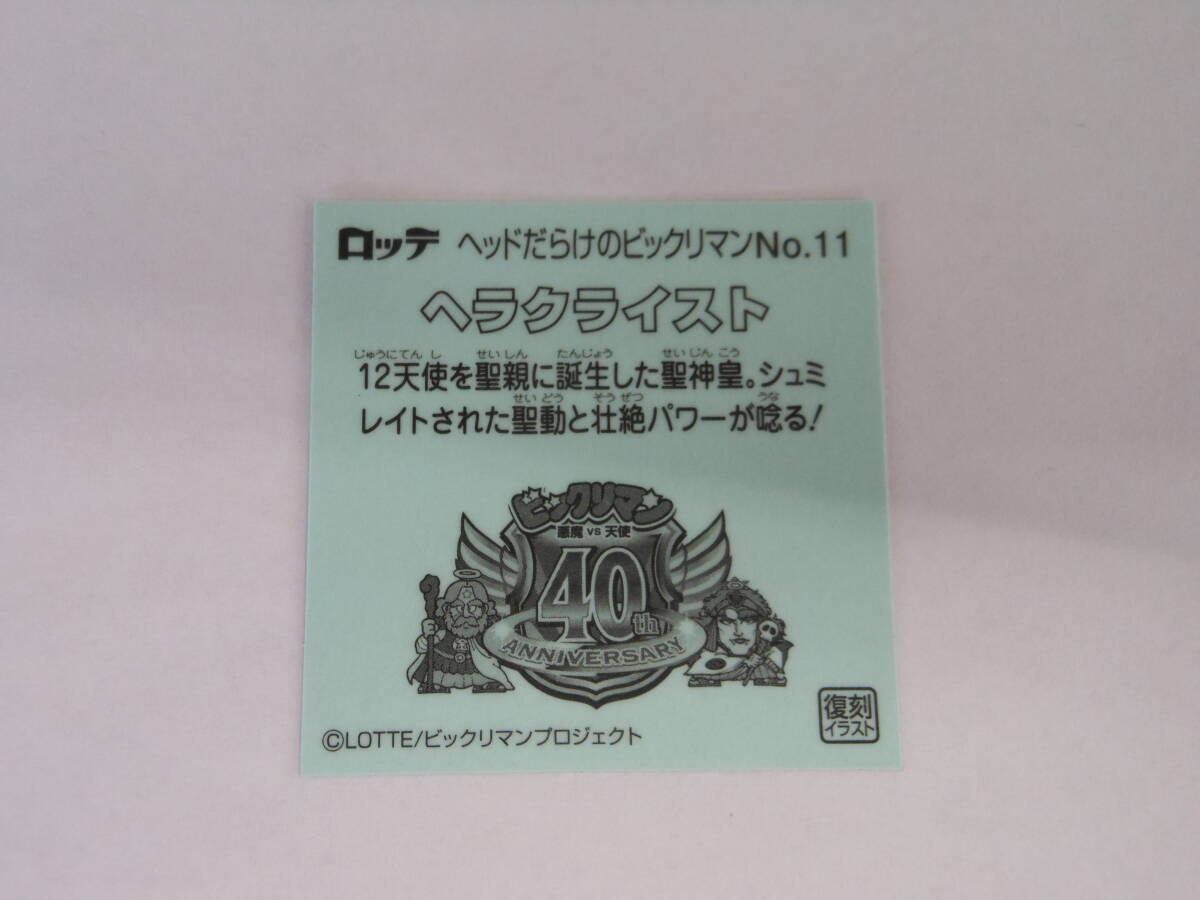 ロッテ ヘッドだらけのビックリマンNo.11
ヘラクライスト
じゅうにてんし せいしん たんじょう せいじんこう
12天使を聖親に誕生した聖神皇。シュミ
せいどう そうぜつ うな
レイトされた聖動と壮絶パワーが唸る!
ビックリマン
悪魔 VS 天使
40th
ANNIVERSARY
復刻
イラスト
©LOTTE/ビックリマンプロジェクト